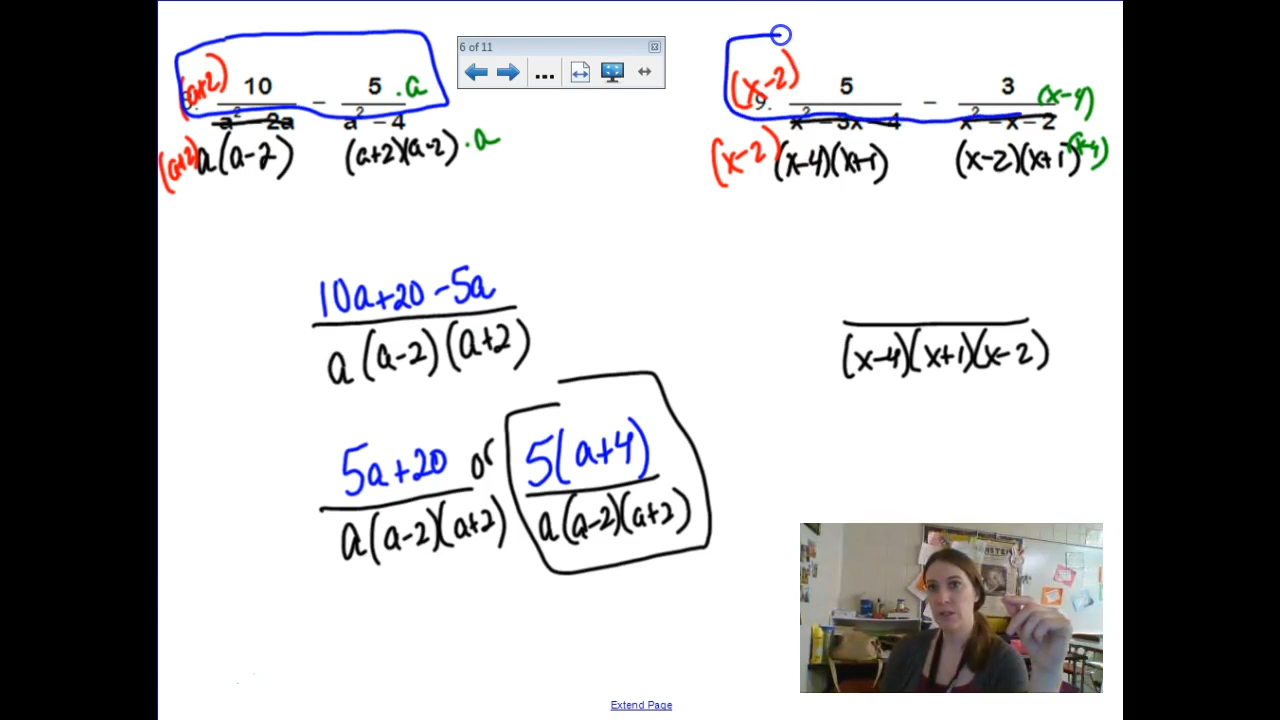 6 of 11
(a+2) 10 − 5 · a
8. a² − 2a a² − 4
(a+2) a(a−2) (a+2)(a−2) · a
10a+20 −5a
a(a−2)(a+2)
5a+20 or 5(a+4)
a(a−2)(a+2) a(a−2)(a+2)
(x−2) 5 − 3 (x−4)
9. x² − 3x − 4 x² − x − 2
(x−2) (x−4)(x+1) (x−2)(x+1) (x−4)
(x−4)(x+1)(x−2)
Extend Page